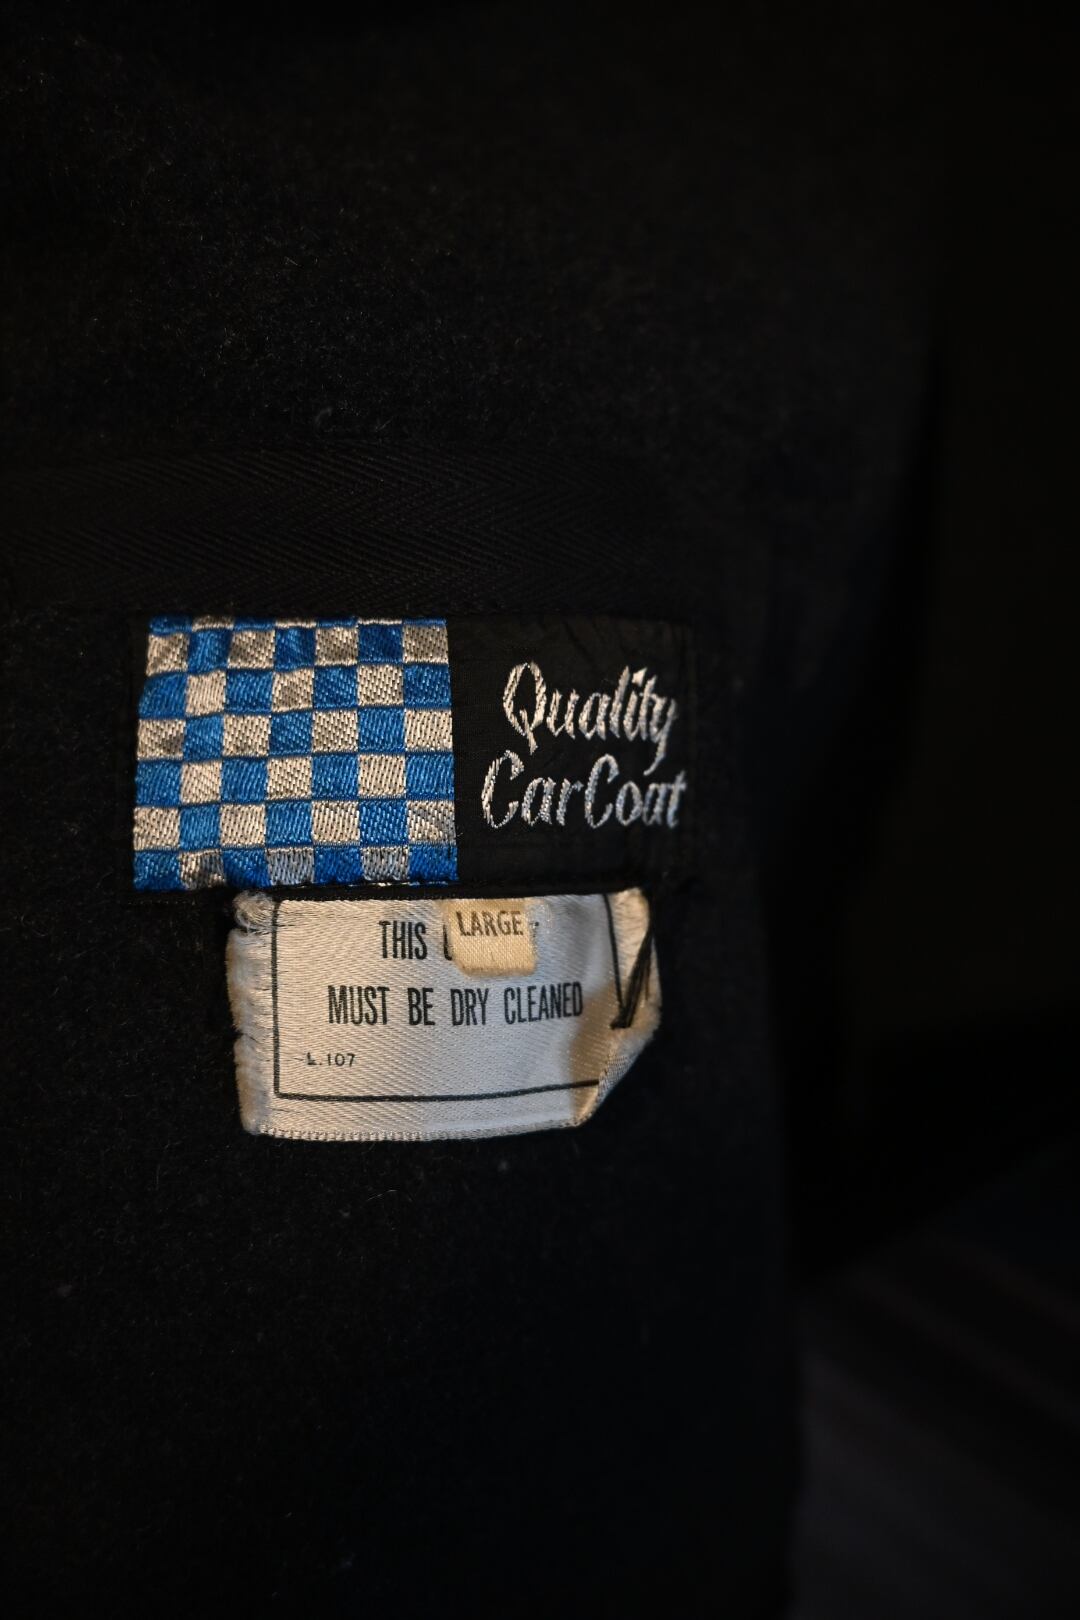 Quality
CarCoat
LARGE
THIS
MUST BE DRY CLEANED
L.107